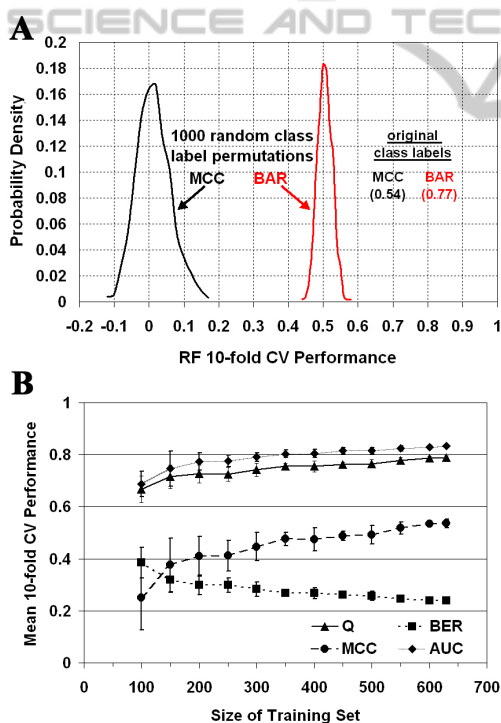 SCIENCE AND TEC
A
0.2
0.18
0.16
0.14
0.12
0.1
0.08
0.06
0.04
0.02
0
Probability Density
1000 random class
label permutations
MCC
BAR
original
class labels
MCC BAR
(0.54) (0.77)
-0.2 -0.1 0 0.1 0.2 0.3 0.4 0.5 0.6 0.7 0.8 0.9 1
RF 10-fold CV Performance
B
1
0.8
0.6
0.4
0.2
0
Mean 10-fold CV Performance
Q BER
MCC AUC
0 100 200 300 400 500 600 700
Size of Training Set